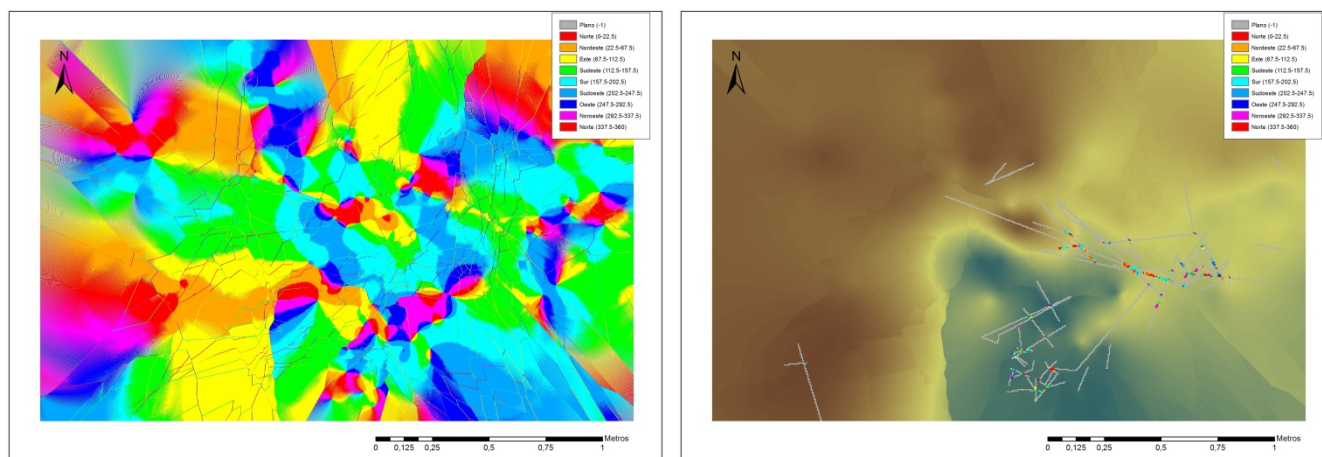 Plano (-1)
Norte (0-22.5)
Nordeste (22.5-67.5)
Este (67.5-112.5)
Sudeste (112.5-157.5)
Sur (157.5-202.5)
Sudoeste (202.5-247.5)
Oeste (247.5-292.5)
Noroeste (292.5-337.5)
Norte (337.5-360)
N
Metros
0 0,125 0,25 0,5 0,75 1
Plano (-1)
Norte (0-22.5)
Nordeste (22.5-67.5)
Este (67.5-112.5)
Sudeste (112.5-157.5)
Sur (157.5-202.5)
Sudoeste (202.5-247.5)
Oeste (247.5-292.5)
Noroeste (292.5-337.5)
Norte (337.5-360)
N
Metros
0 0,125 0,25 0,5 0,75 1